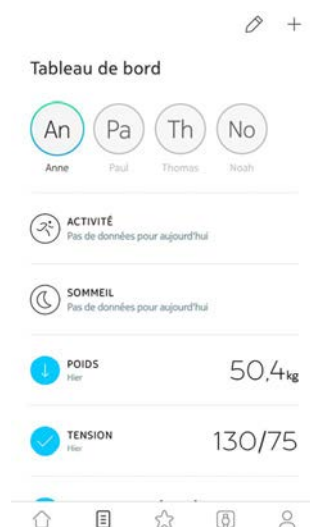 Tableau de bord
An Pa Th No
Anne Paul Thomas Noah
ACTIVITÉ
Pas de données pour aujourd'hui
SOMMEIL
Pas de données pour aujourd'hui
POIDS
Hier
50,4kg
TENSION
Hier
130/75